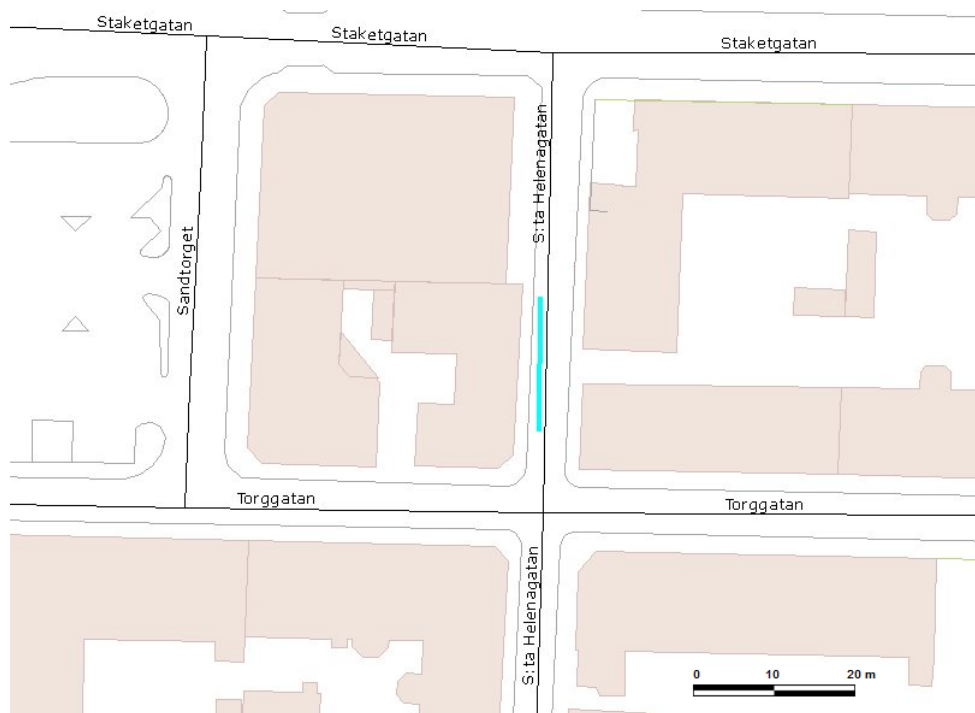 Staketgatan
Staketgatan
Staketgatan
S:ta Helenagatan
Sandtorget
Torggatan
Torggatan
S:ta Helenagatan
0 10 20 m